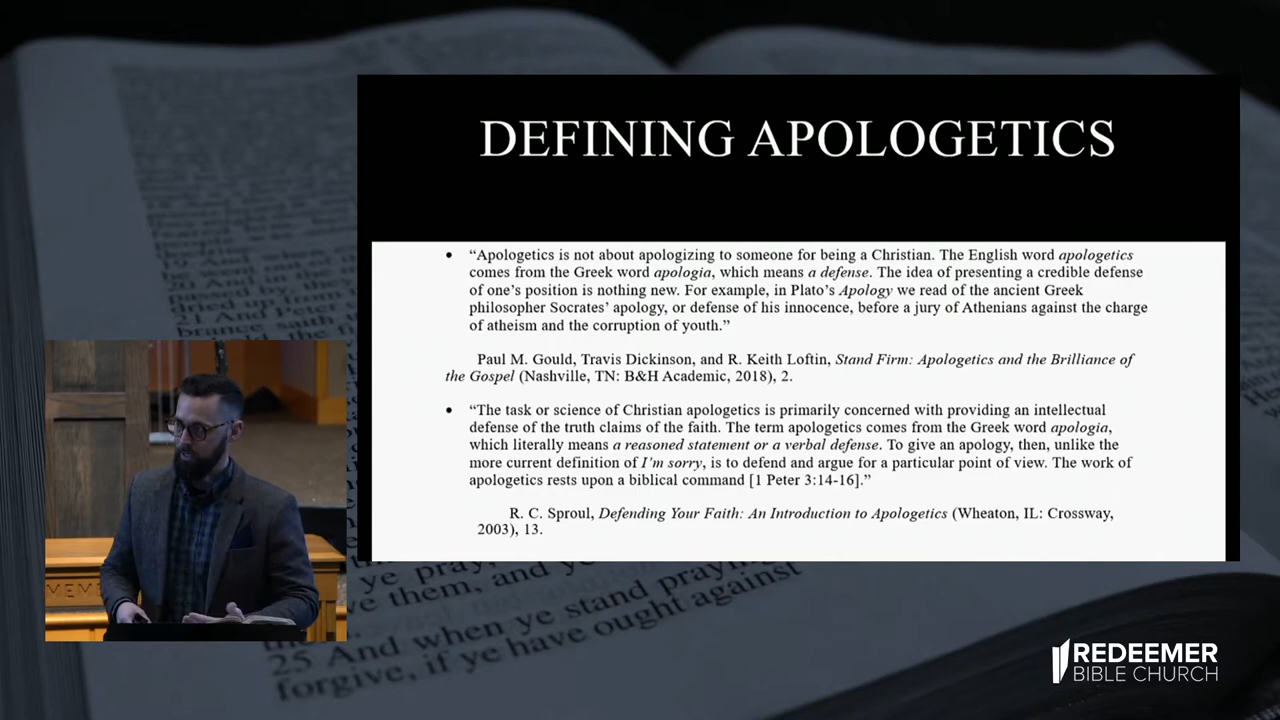 DEFINING APOLOGETICS
• “Apologetics is not about apologizing to someone for being a Christian. The English word apologetics
comes from the Greek word apologia, which means a defense. The idea of presenting a credible defense
of one’s position is nothing new. For example, in Plato’s Apology we read of the ancient Greek
philosopher Socrates’ apology, or defense of his innocence, before a jury of Athenians against the charge
of atheism and the corruption of youth.”
Paul M. Gould, Travis Dickinson, and R. Keith Loftin, Stand Firm: Apologetics and the Brilliance of
the Gospel (Nashville, TN: B&H Academic, 2018), 2.
• “The task or science of Christian apologetics is primarily concerned with providing an intellectual
defense of the truth claims of the faith. The term apologetics comes from the Greek word apologia,
which literally means a reasoned statement or a verbal defense. To give an apology, then, unlike the
more current definition of I’m sorry, is to defend and argue for a particular point of view. The work of
apologetics rests upon a biblical command [1 Peter 3:14-16].”
R. C. Sproul, Defending Your Faith: An Introduction to Apologetics (Wheaton, IL: Crossway,
2003), 13.
21 And Peter
ye pray,
them, and
25 And when ye stand praying
forgive, if ye have ought against
REDEEMER
BIBLE CHURCH